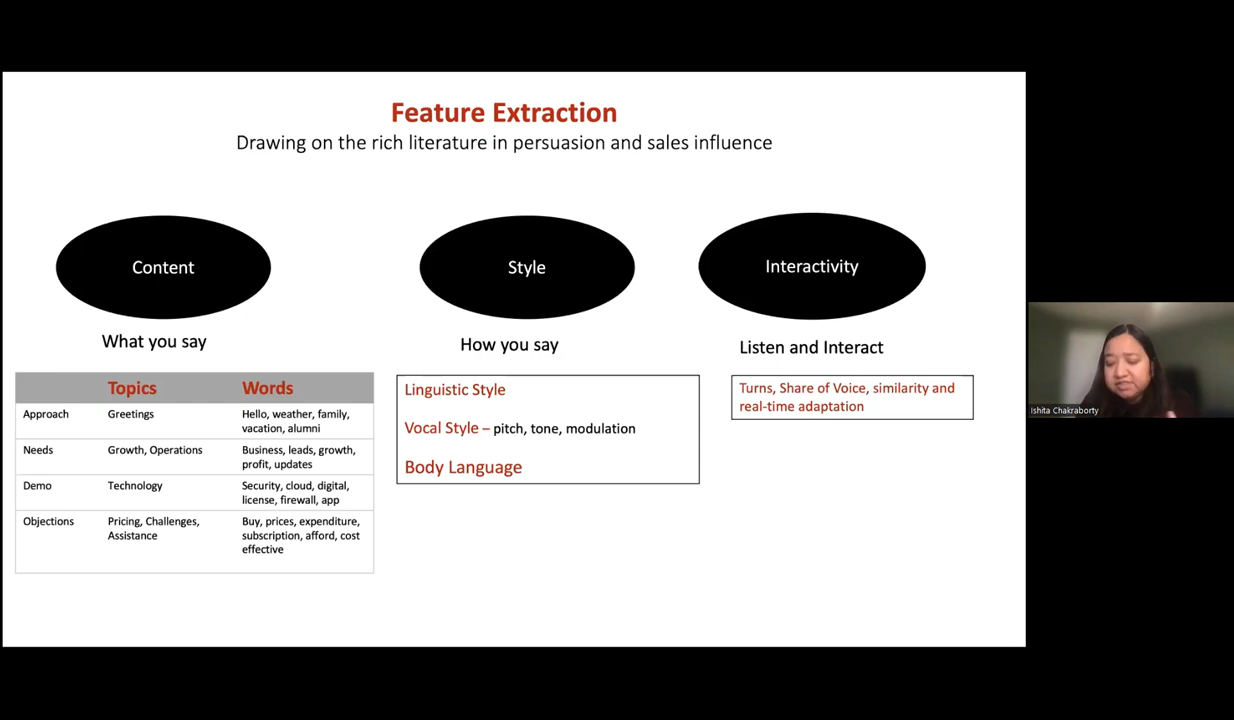 Feature Extraction
Drawing on the rich literature in persuasion and sales influence
Content
Style
Interactivity
What you say
How you say
Listen and Interact
Topics Words
Approach Greetings Hello, weather, family,
vacation, alumni
Needs Growth, Operations Business, leads, growth,
profit, updates
Demo Technology Security, cloud, digital,
license, firewall, app
Objections Pricing, Challenges, Buy, prices, expenditure,
Assistance subscription, afford, cost
effective
Linguistic Style
Vocal Style – pitch, tone, modulation
Body Language
Turns, Share of Voice, similarity and
real-time adaptation
Ishita Chakraborty